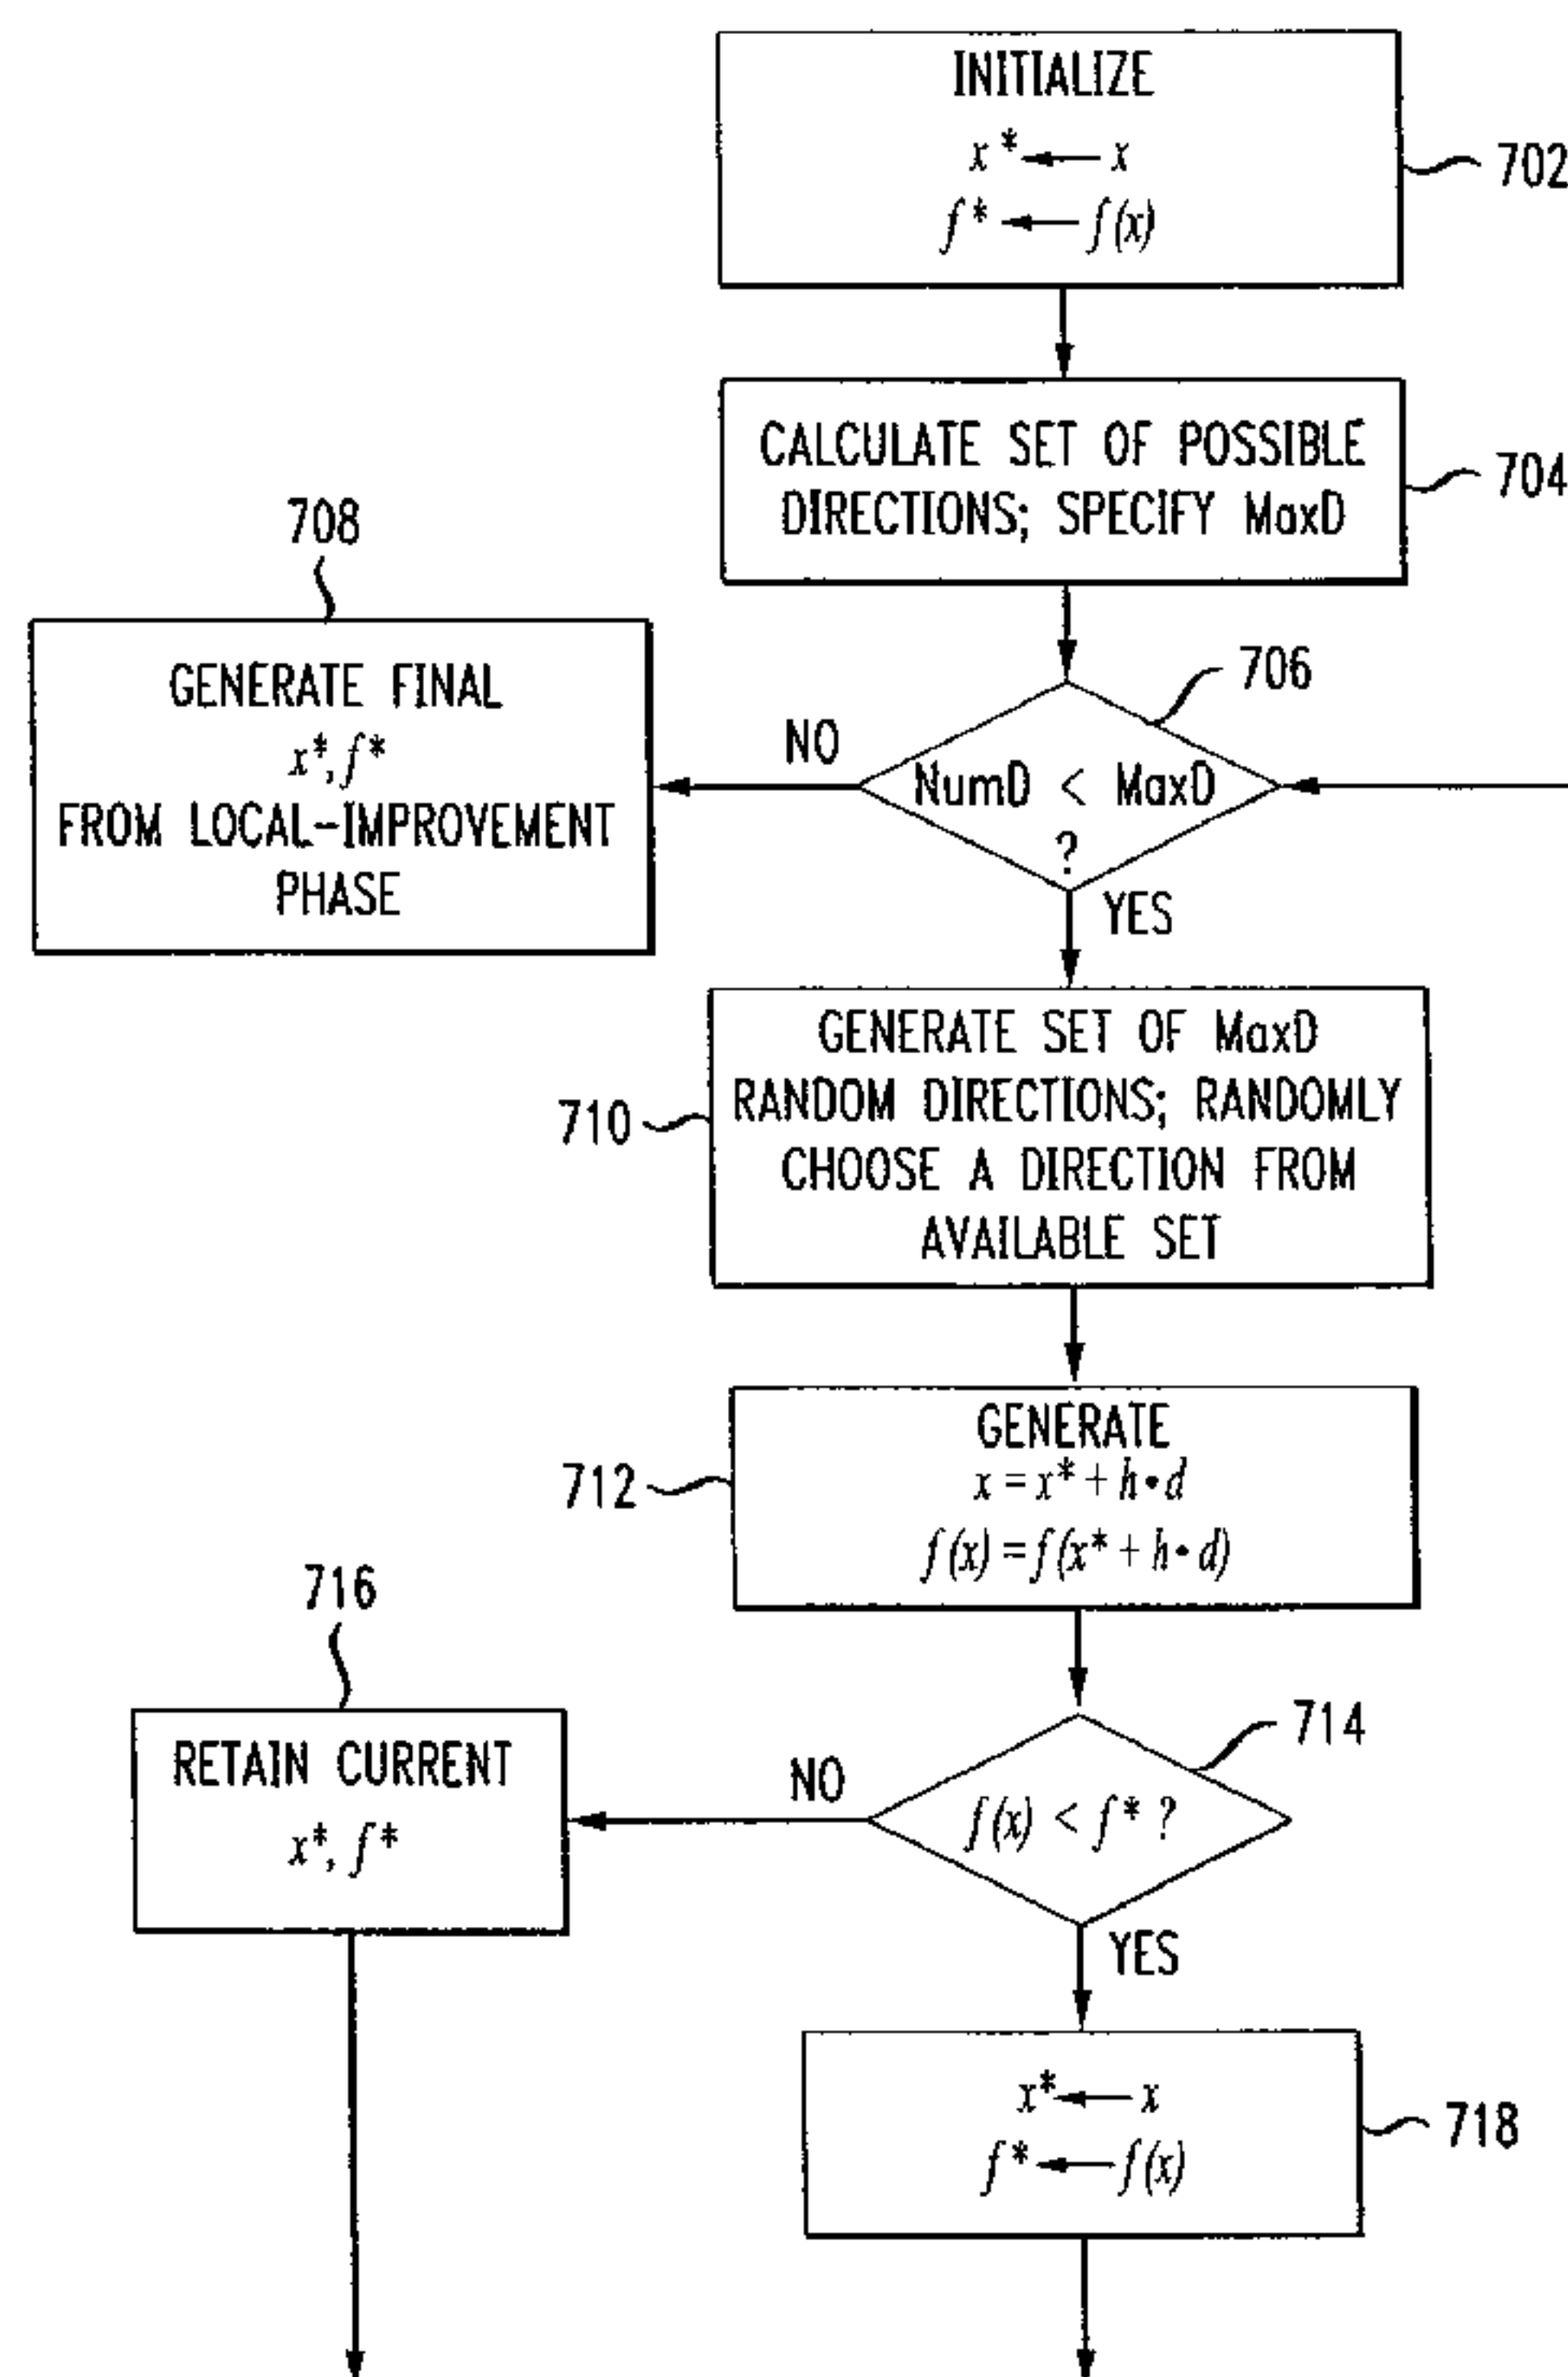 INITIALIZE
x* ← x
f* ← f(x)
702
CALCULATE SET OF POSSIBLE
DIRECTIONS; SPECIFY MaxD
704
708
GENERATE FINAL
x*, f*
FROM LOCAL-IMPROVEMENT
PHASE
706
NO
NumD < MaxD
?
YES
710
GENERATE SET OF MaxD
RANDOM DIRECTIONS; RANDOMLY
CHOOSE A DIRECTION FROM
AVAILABLE SET
712
GENERATE
x = x* + h•d
f(x) = f(x* + h•d)
716
RETAIN CURRENT
x*, f*
714
NO
f(x) < f* ?
YES
x* ← x
f* ← f(x)
718